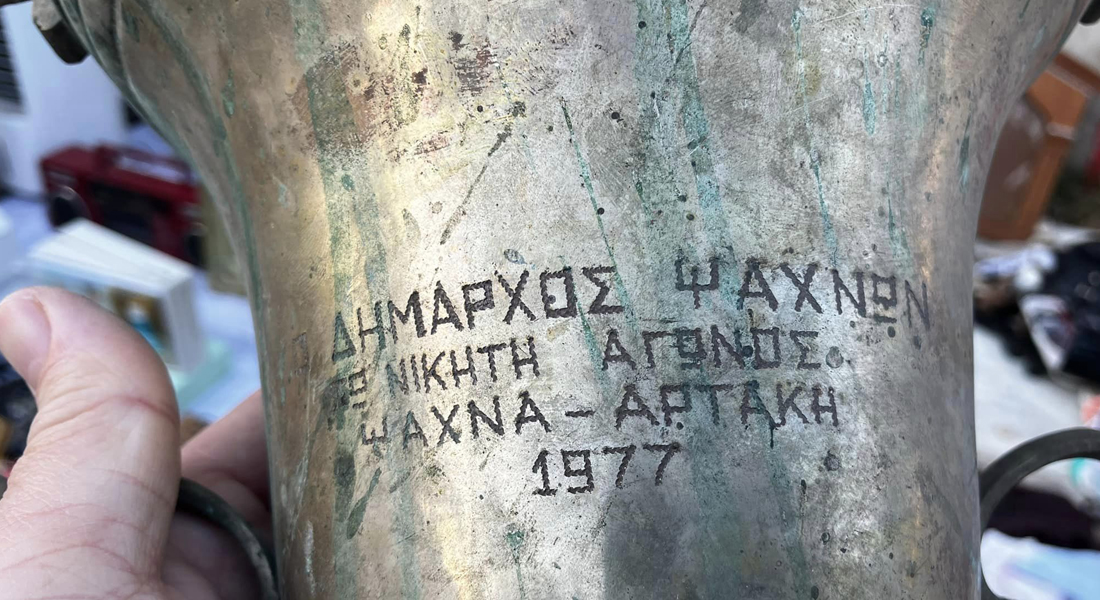 ΔΗΜΑΡΧΟΣ ΨΑΧΝΩΝ
ΤΩ ΝΙΚΗΤΗ ΑΓΩΝΟΣ
ΨΑΧΝΑ - ΑΡΤΑΚΗ
1977